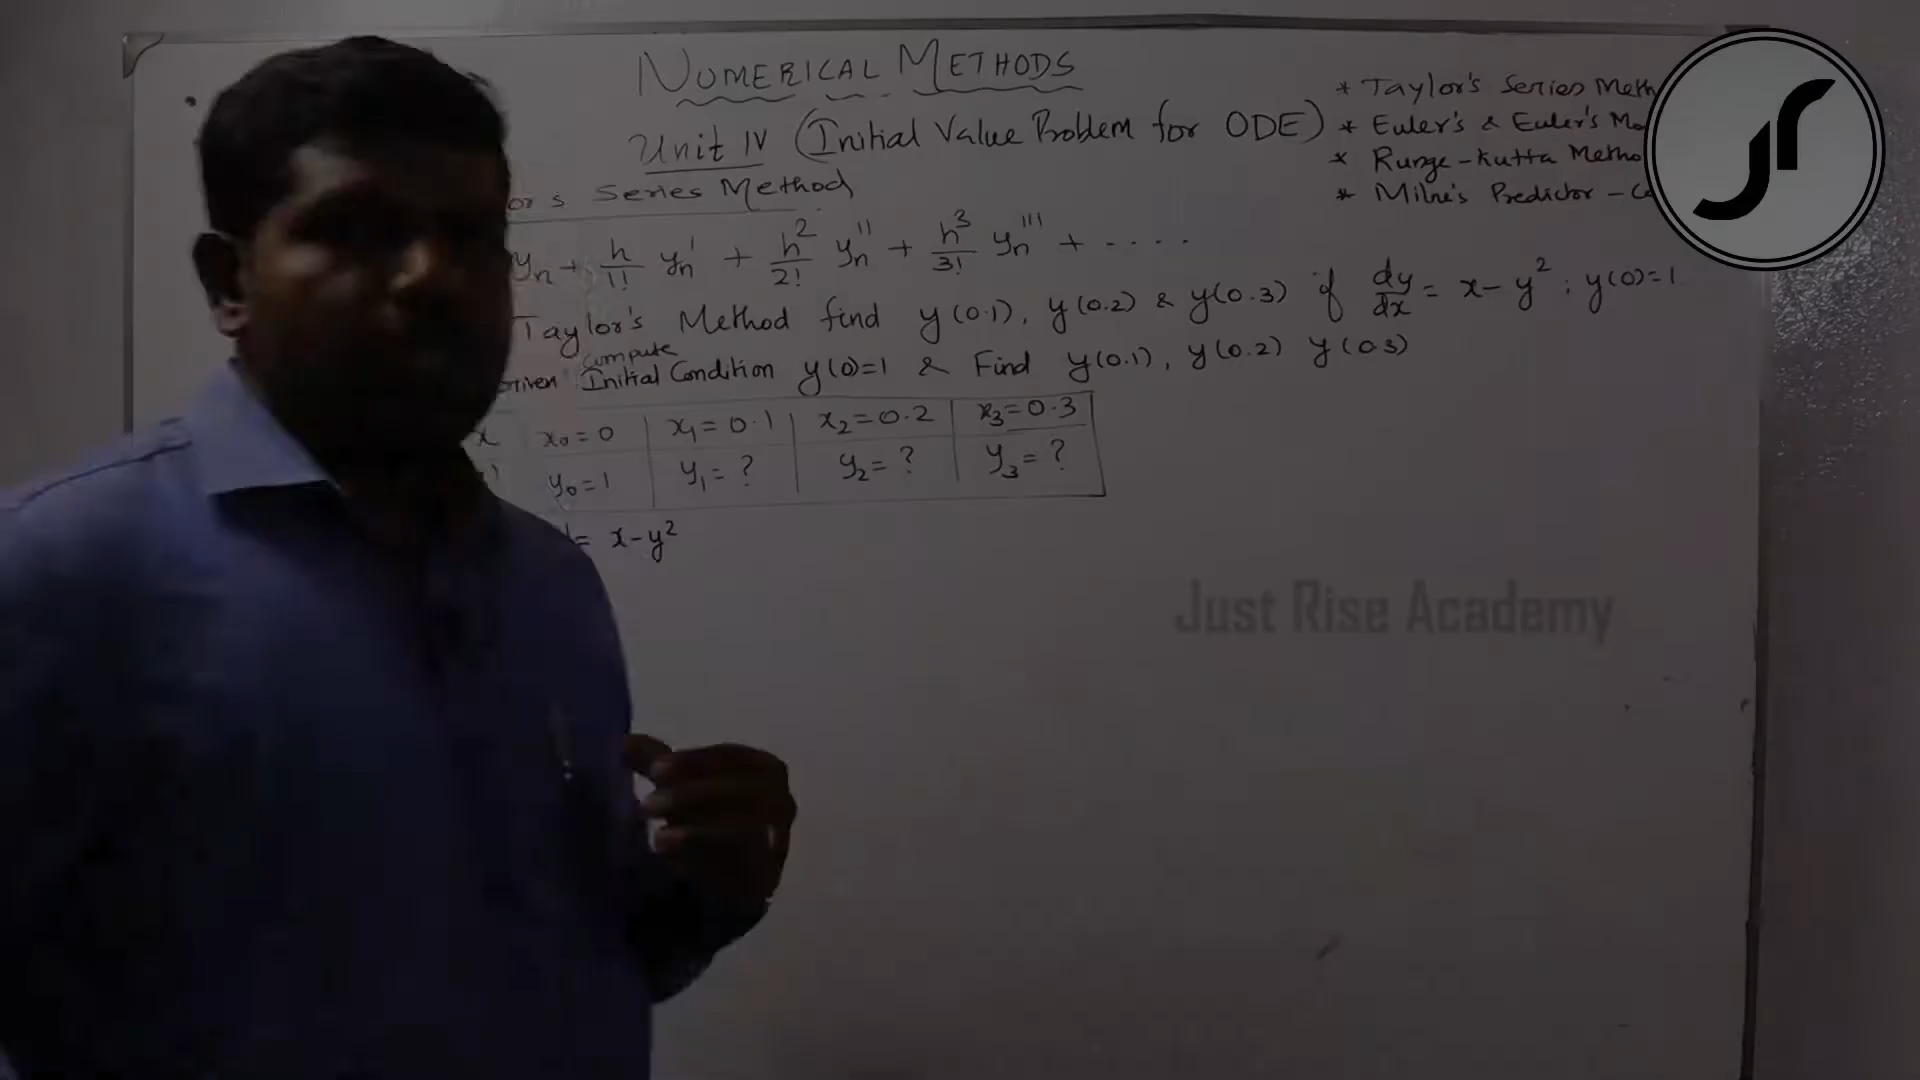 NUMERICAL METHODS
Unit IV (Initial Value Problem for ODE)
* Taylor's Series Meth
* Euler's & Euler's Mo
* Runge-Kutta Metho
* Milne's Predictor - Co
or's Series Method
yn + h/1! yn' + h²/2! yn'' + h³/3! yn''' + ....
Taylor's Method find y(0.1), y(0.2) & y(0.3) if dy/dx = x-y² ; y(0)=1
compute
Given Initial Condition y(0)=1 & Find y(0.1), y(0.2) y(0.3)
x x₀=0 x₁=0.1 x₂=0.2 x₃=0.3
y₀=1 y₁=? y₂=? y₃=?
= x-y²
Just Rise Academy